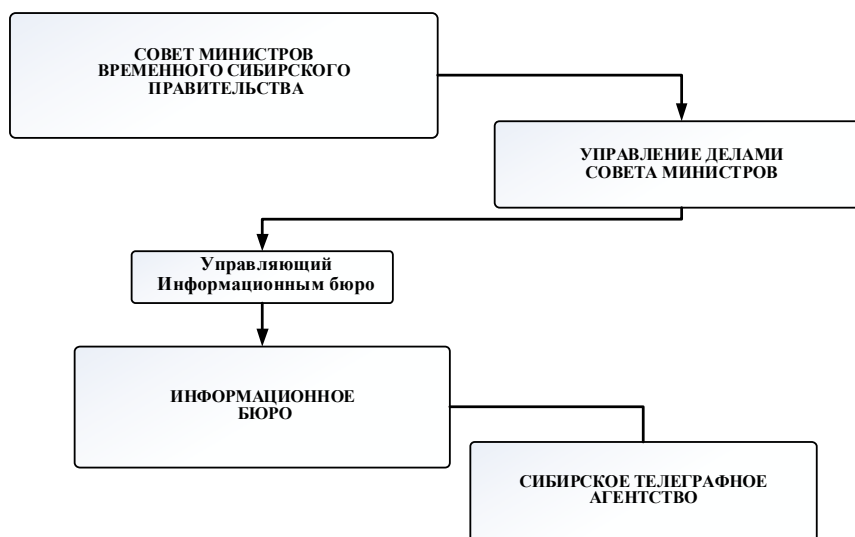 СОВЕТ МИНИСТРОВ
ВРЕМЕННОГО СИБИРСКОГО
ПРАВИТЕЛЬСТВА
УПРАВЛЕНИЕ ДЕЛАМИ
СОВЕТА МИНИСТРОВ
Управляющий
Информационным бюро
ИНФОРМАЦИОННОЕ
БЮРО
СИБИРСКОЕ ТЕЛЕГРАФНОЕ
АГЕНТСТВО